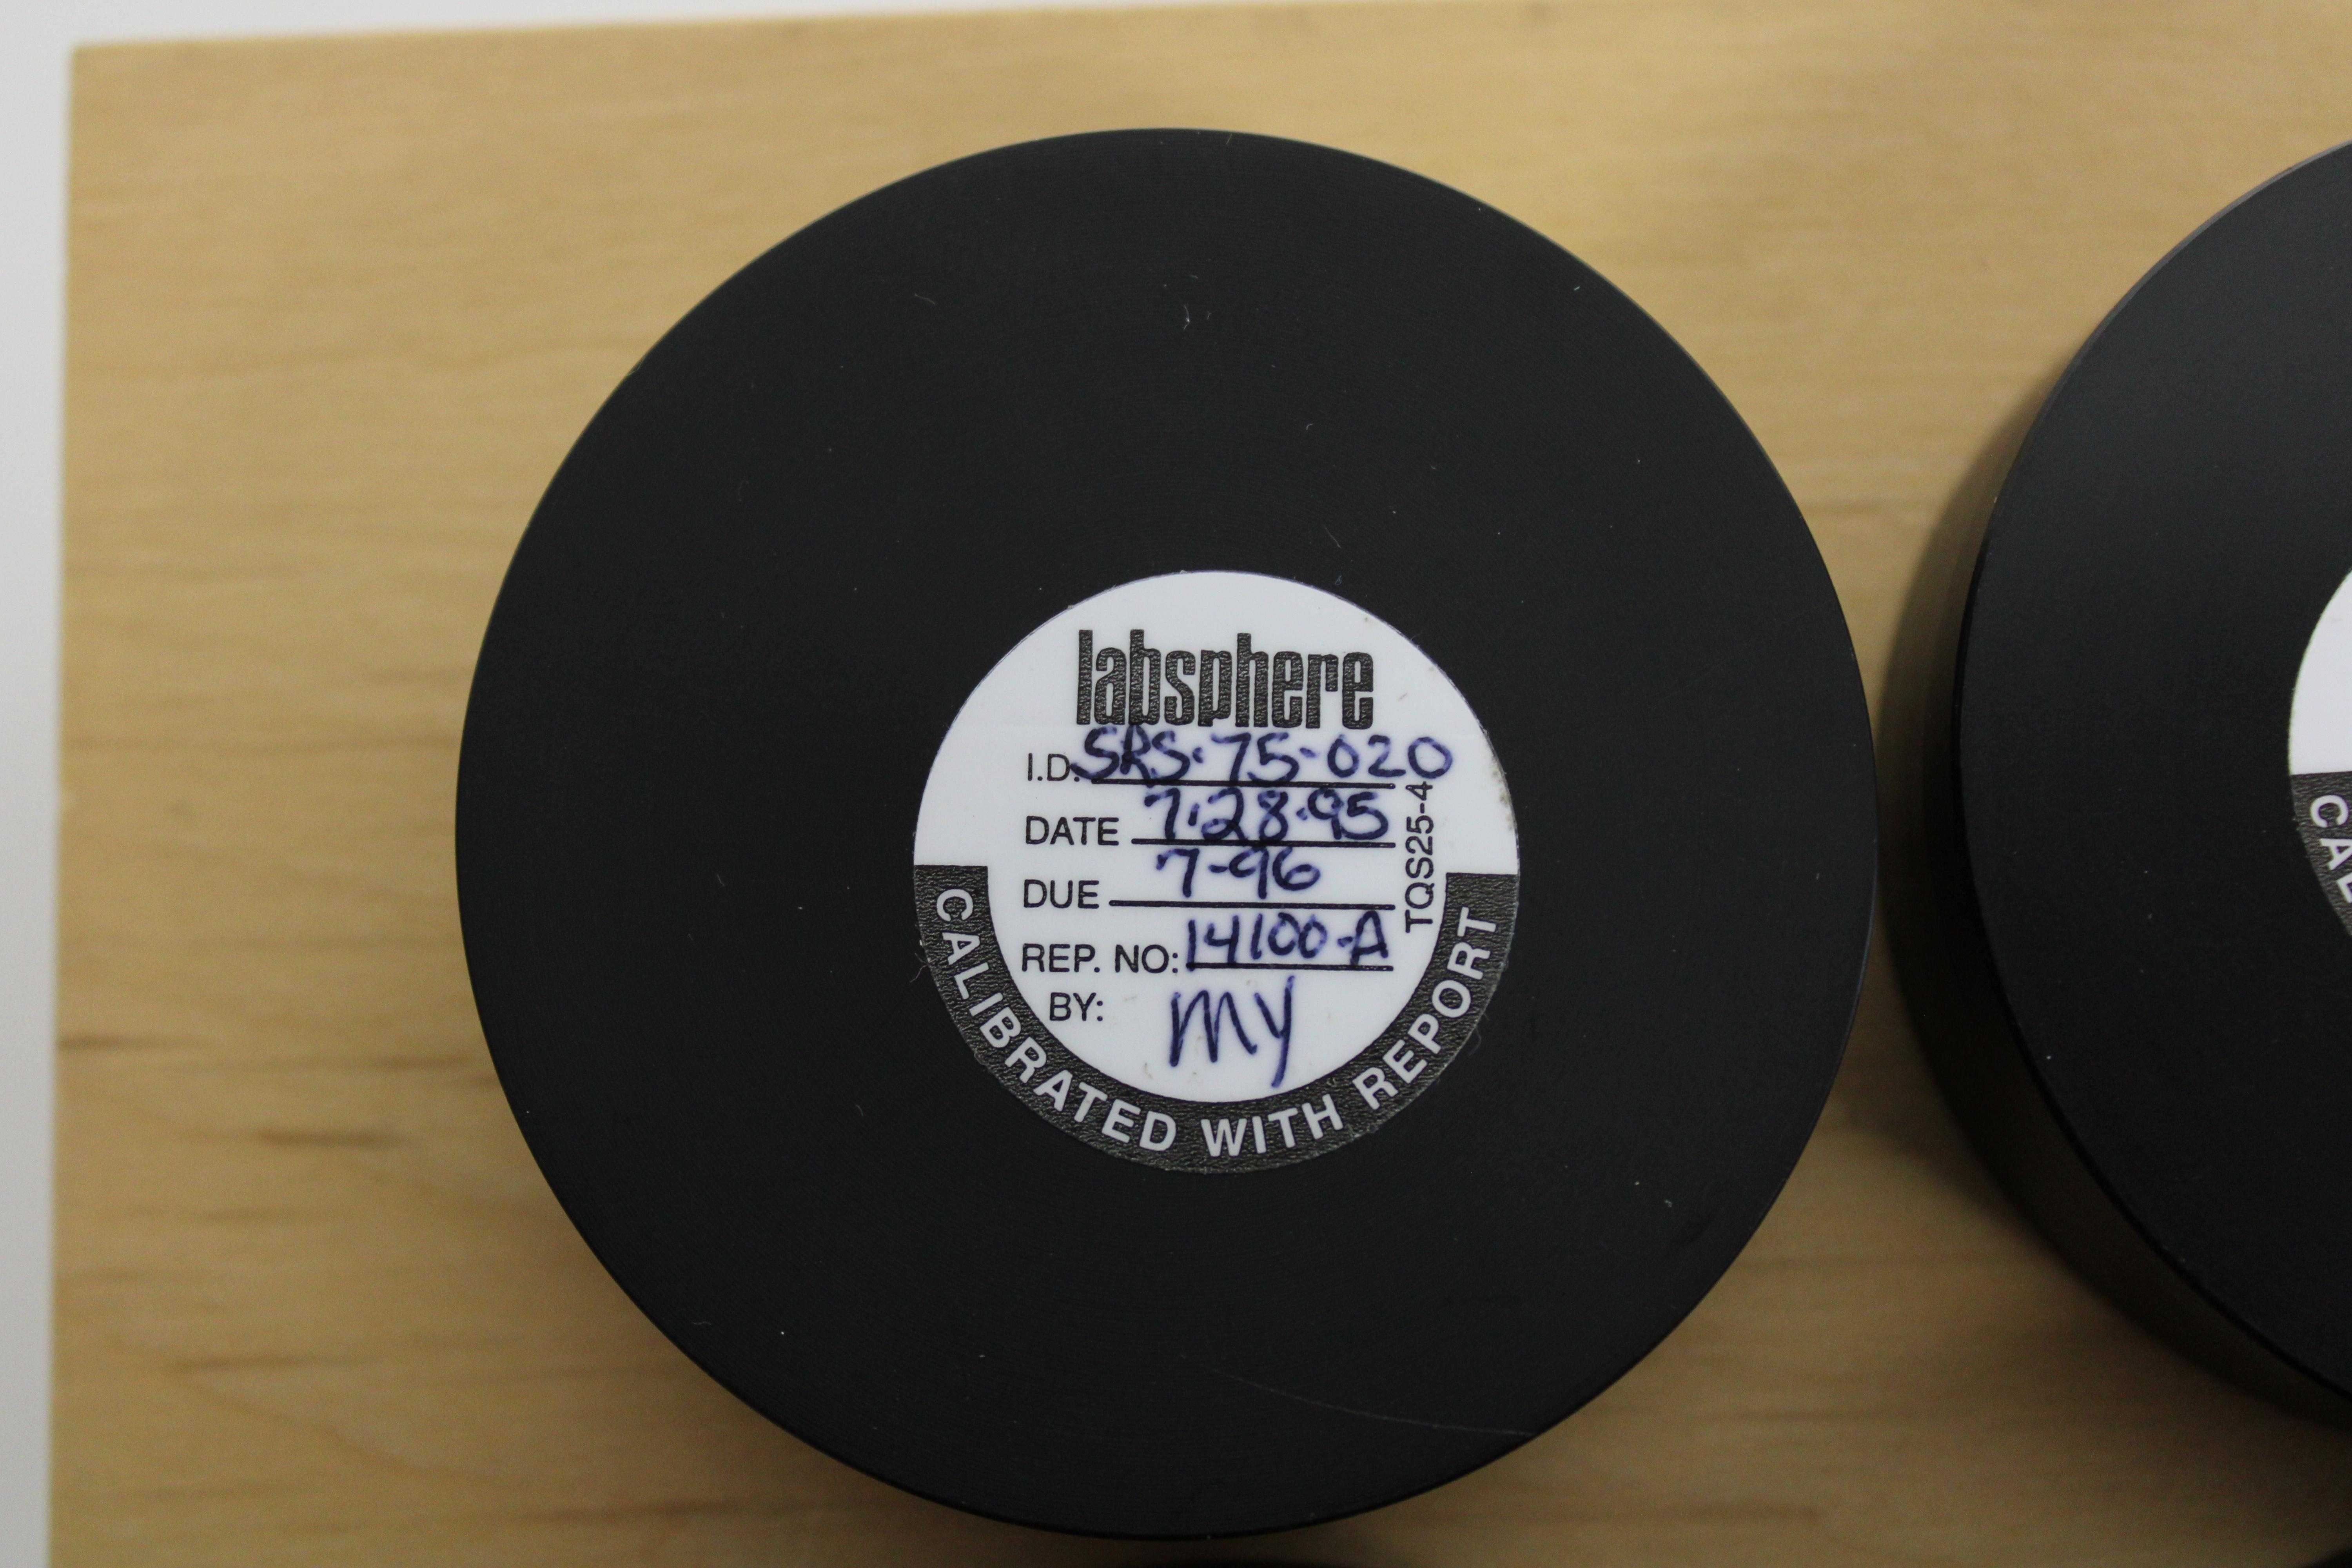 labsphere
I.D. SRS-75-020
DATE 7-28-95
DUE 7-96
REP. NO: 14100-A
BY: MY
TQS25-4
CALIBRATED WITH REPORT
CAL